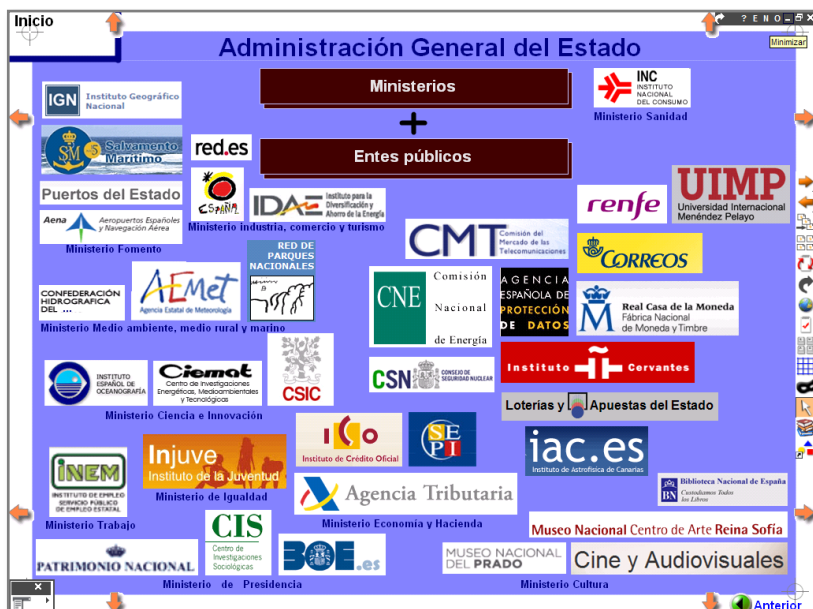 Inicio
? E N O
Minimizar
Administración General del Estado
Ministerios
+
Entes públicos
IGN
Instituto Geográfico
Nacional
INC
INSTITUTO
NACIONAL
DEL CONSUMO
Ministerio Sanidad
SM
Salvamento
Marítimo
red.es
Puertos del Estado
ESPAÑA
IDAE
Instituto para la
Diversificación y
Ahorro de la Energía
Aena
Aeropuertos Españoles
y Navegación Aérea
Ministerio Fomento
Ministerio industria, comercio y turismo
renfe
UIMP
Universidad Internacional
Menéndez Pelayo
CMT
Comisión del
Mercado de las
Telecomunicaciones
CORREOS
RED DE
PARQUES
NACIONALES
CONFEDERACIÓN
HIDROGRAFICA
DEL ...
AEMet
Agencia Estatal de Meteorología
Ministerio Medio ambiente, medio rural y marino
CNE
Comisión
Nacional
de Energía
AGENCIA
ESPAÑOLA DE
PROTECCIÓN
DE DATOS
M
Real Casa de la Moneda
Fábrica Nacional
de Moneda y Timbre
INSTITUTO
ESPAÑOL DE
OCEANOGRAFÍA
Ciemat
Centro de Investigaciones
Energéticas, Medioambientales
y Tecnológicas
CSIC
Ministerio Ciencia e Innovación
CSN
CONSEJO DE
SEGURIDAD NUCLEAR
Instituto Cervantes
Loterías y Apuestas del Estado
INEM
INSTITUTO DE EMPLEO
SERVICIO PÚBLICO
DE EMPLEO ESTATAL
Ministerio Trabajo
Injuve
Instituto de la Juventud
Ministerio de Igualdad
ICO
Instituto de Crédito Oficial
SEPI
Agencia Tributaria
Ministerio Economía y Hacienda
iac.es
Instituto de Astrofísica de Canarias
BN
Biblioteca Nacional de España
Custodiamos Todos
los Libros
Museo Nacional Centro de Arte Reina Sofía
MUSEO NACIONAL
DEL PRADO
Cine y Audiovisuales
Ministerio Cultura
PATRIMONIO NACIONAL
CIS
Centro de
Investigaciones
Sociológicas
BOE.es
Ministerio de Presidencia
Anterior